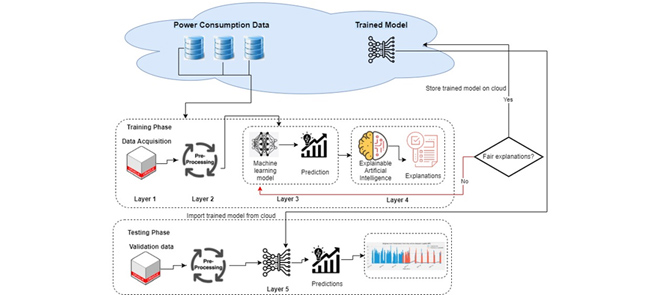 Power Consumption Data
Trained Model
Store trained model on cloud
Yes
Training Phase
Data Acquisition
Pre-
Processing
Machine
learning
model
Prediction
Explainable
Artificial
Intelligence
Explanations
Fair explanations?
No
Layer 1
Layer 2
Layer 3
Layer 4
Import trained model from cloud
Testing Phase
Validation data
Pre-
Processing
Layer 5
Predictions